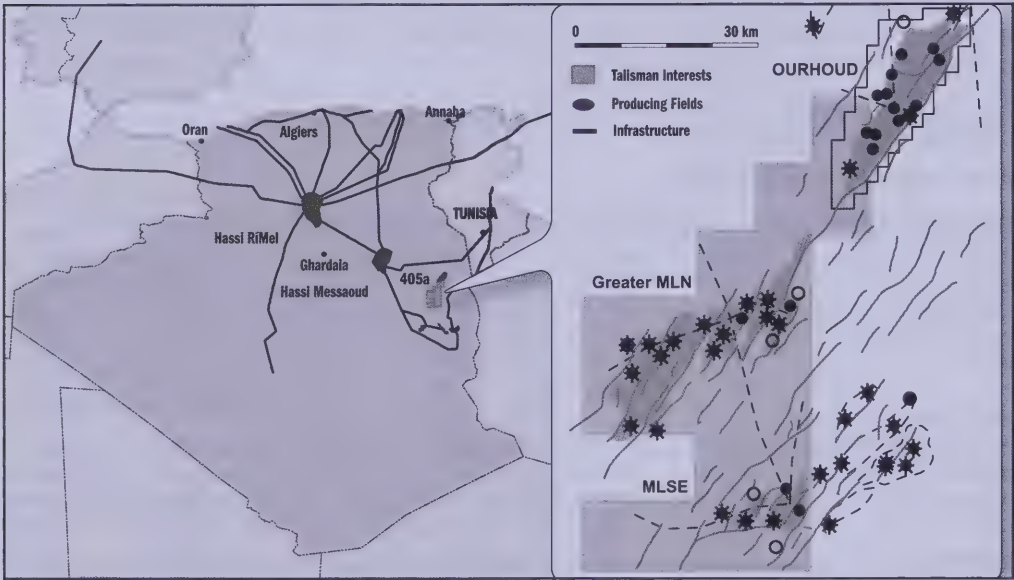 Oran
Algiers
Annaba
TUNISIA
Hassi RíMel
Ghardaia
Hassi Messaoud
405a
0 30 km
Talisman Interests
Producing Fields
Infrastructure
OURHOUD
Greater MLN
MLSE